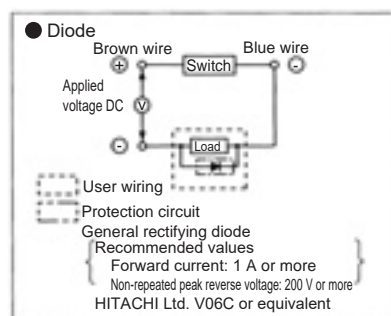 ● Diode
Brown wire
Blue wire
+
Switch
-
Applied
voltage DC
V
-
Load
User wiring
Protection circuit
General rectifying diode
Recommended values
Forward current: 1 A or more
Non-repeated peak reverse voltage: 200 V or more
HITACHI Ltd. V06C or equivalent